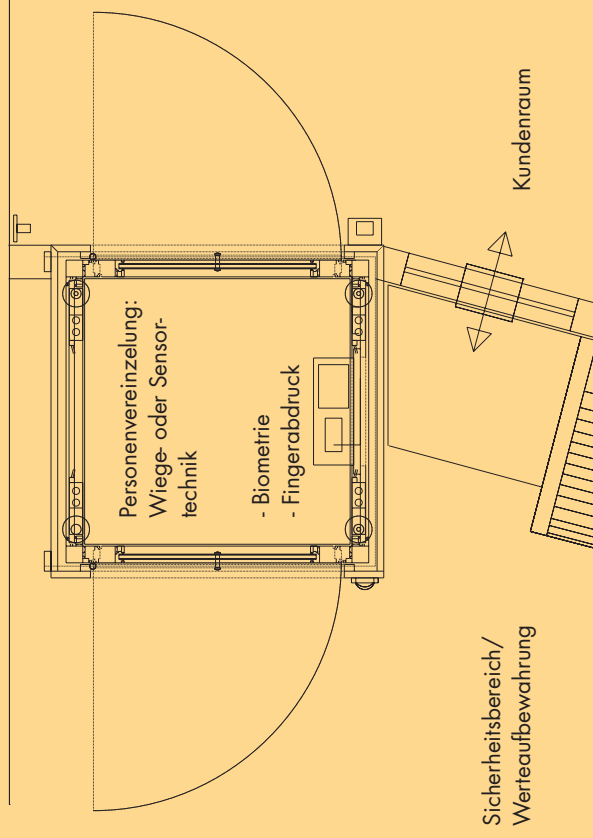 Personenvereinzelung:
Wiege- oder Sensor-
technik
- Biometrie
- Fingerabdruck
Kundenraum
Sicherheitsbereich/
Werteaufbewahrung